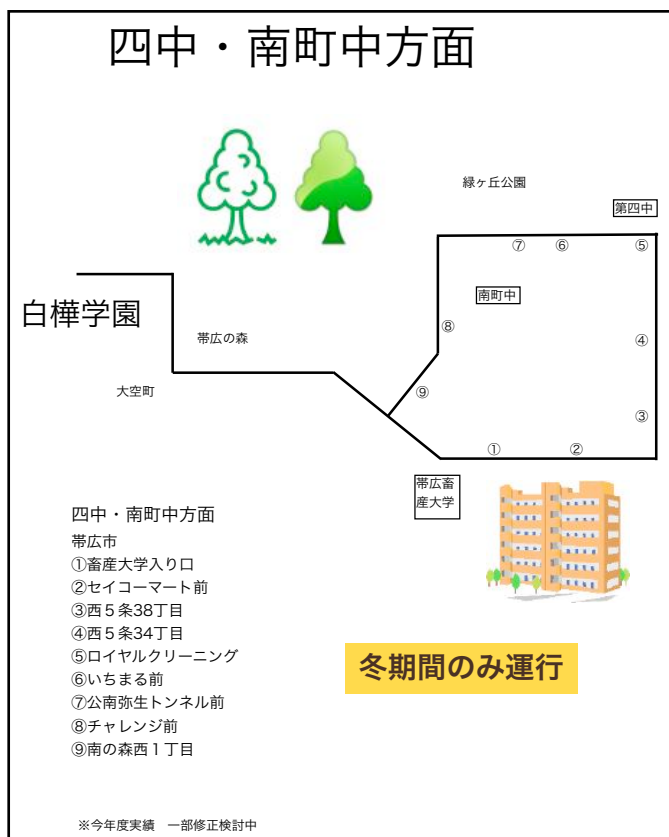 四中・南町中方面
緑ヶ丘公園
第四中
⑦
⑥
⑤
南町中
白樺学園
⑧
帯広の森
④
大空町
⑨
③
①
②
帯広畜
産大学
四中・南町中方面
帯広市
①畜産大学入り口
②セイコーマート前
③西５条38丁目
④西５条34丁目
⑤ロイヤルクリーニング
⑥いちまる前
⑦公南弥生トンネル前
⑧チャレンジ前
⑨南の森西１丁目
冬期間のみ運行
※今年度実績　一部修正検討中